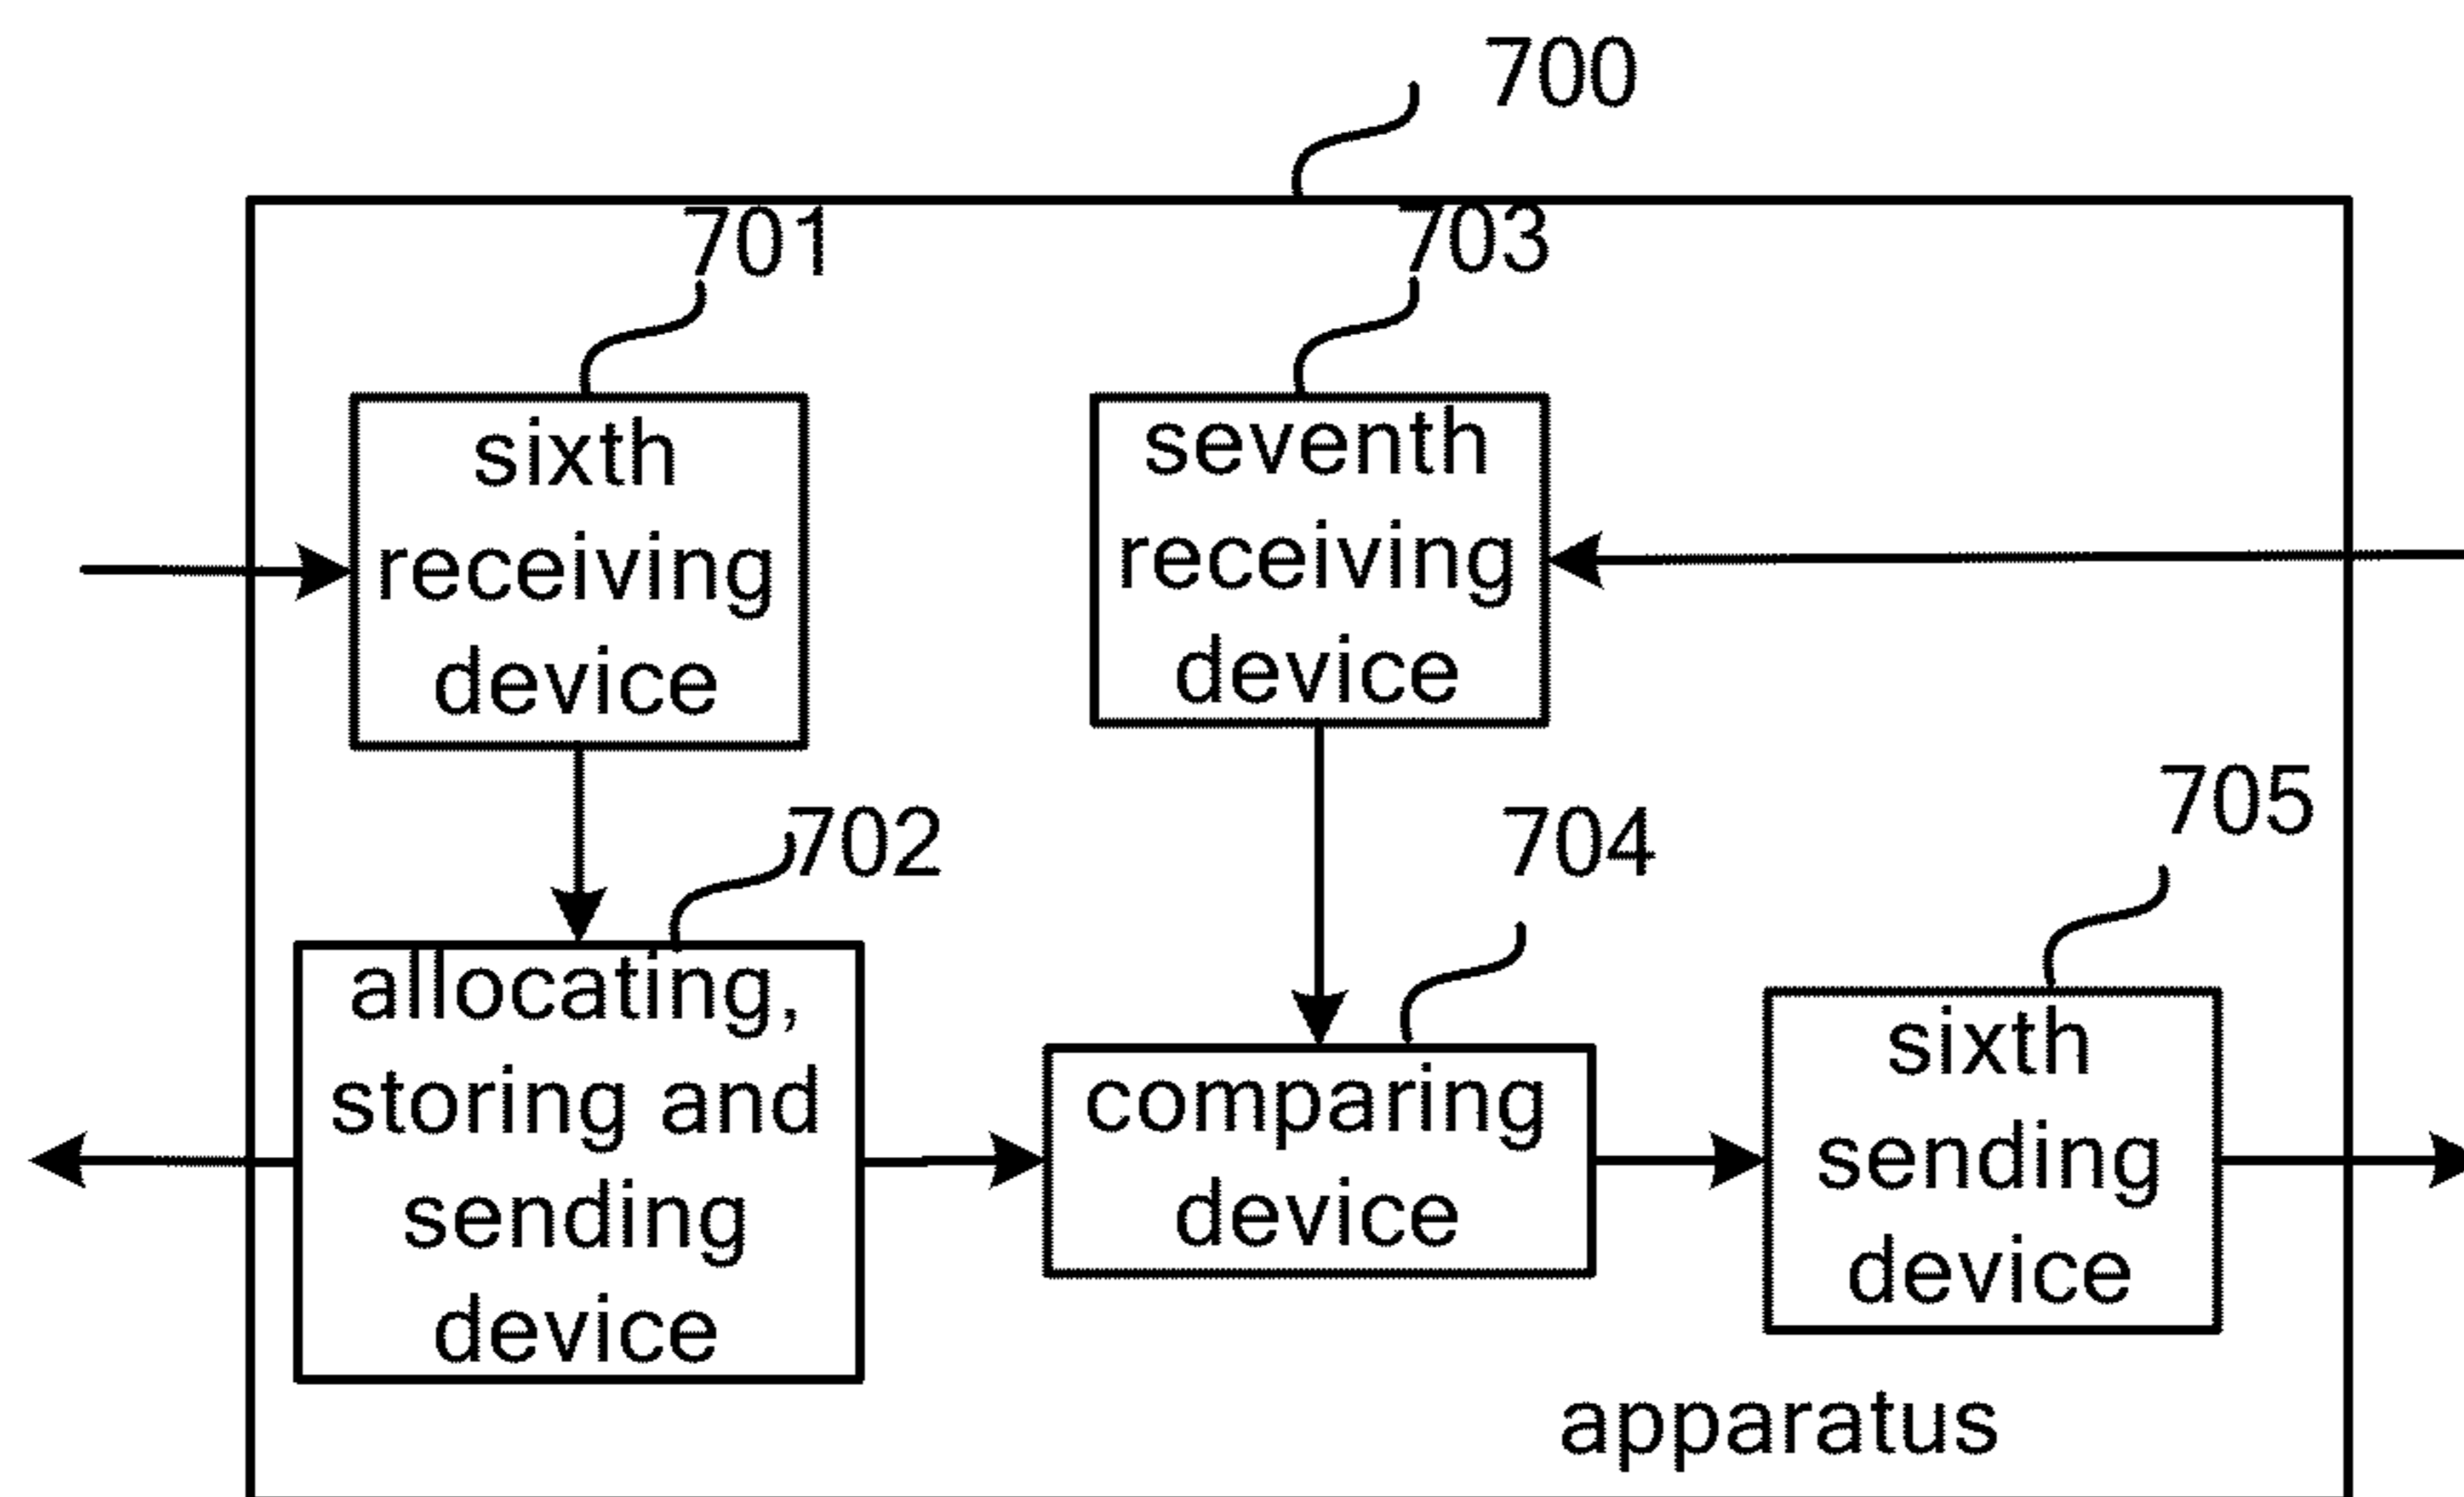 700
701
703
sixth
receiving
device
seventh
receiving
device
702
704
705
allocating,
storing and
sending
device
comparing
device
sixth
sending
device
apparatus